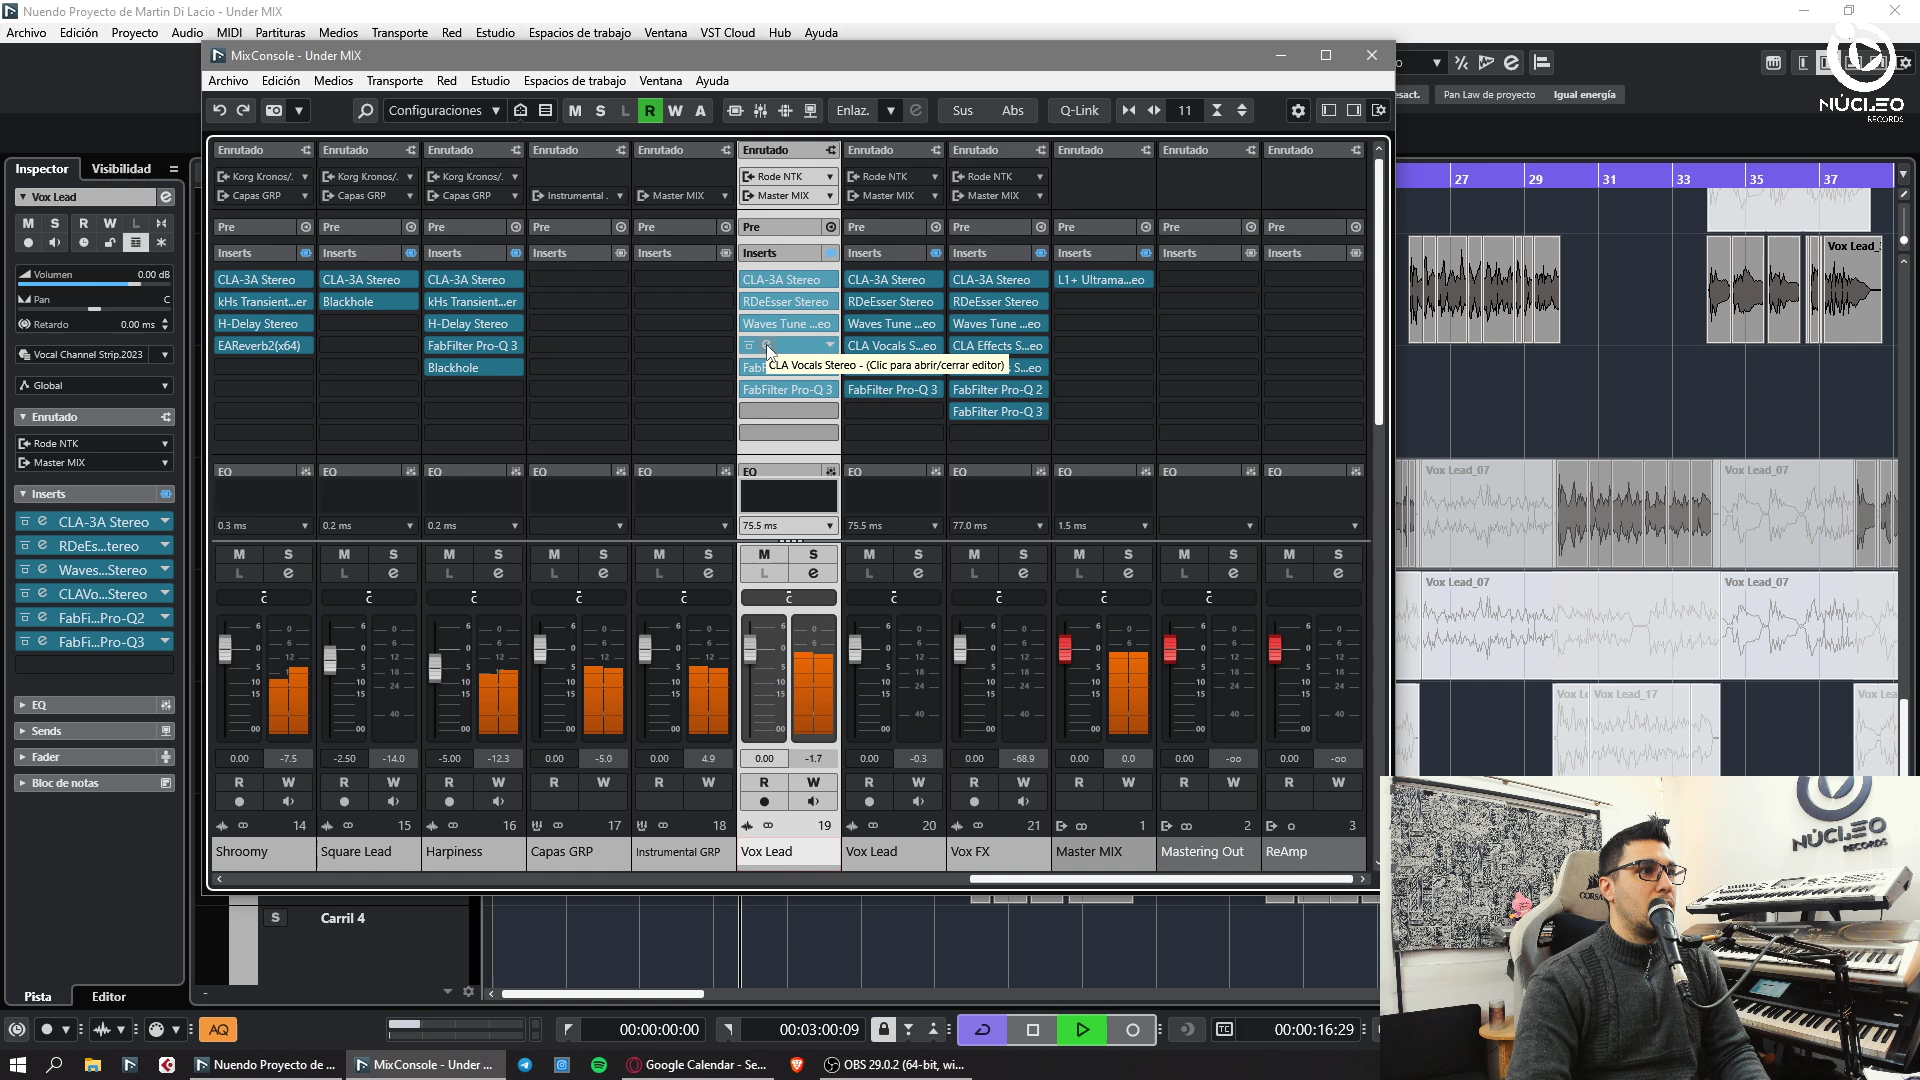 Nuendo Proyecto de Martin Di Lacio - Under MIX
Archivo Edición Proyecto Audio MIDI Partituras Medios Transporte Red Estudio Espacios de trabajo Ventana VST Cloud Hub Ayuda
MixConsole - Under MIX
Archivo Edición Medios Transporte Red Estudio Espacios de trabajo Ventana Ayuda
Configuraciones M S L R W A Enlaz. Sus Abs Q-Link 11
Pan Law de proyecto Igual energía
NÚCLEO
RECORDS
Inspector Visibilidad
Vox Lead
M S R W L
Volumen 0.00 dB
Pan C
Retardo 0.00 ms
Vocal Channel Strip.2023
Global
Enrutado
Rode NTK
Master MIX
Inserts
CLA-3A Stereo
RDeEs...tereo
Waves...Stereo
CLAVo...Stereo
FabFi...Pro-Q2
FabFi...Pro-Q3
EQ
Sends
Fader
Bloc de notas
Pista Editor
Enrutado Enrutado Enrutado Enrutado Enrutado Enrutado Enrutado Enrutado Enrutado Enrutado Enrutado
Korg Kronos/. Korg Kronos/. Korg Kronos/. Rode NTK Rode NTK Rode NTK
Capas GRP Capas GRP Capas GRP Instrumental . Master MIX Master MIX Master MIX Master MIX
Pre Pre Pre Pre Pre Pre Pre Pre Pre Pre Pre
Inserts Inserts Inserts Inserts Inserts Inserts Inserts Inserts Inserts Inserts Inserts
CLA-3A Stereo CLA-3A Stereo CLA-3A Stereo CLA-3A Stereo CLA-3A Stereo CLA-3A Stereo L1+ Ultrama...eo
kHs Transient...er Blackhole kHs Transient...er RDeEsser Stereo RDeEsser Stereo RDeEsser Stereo
H-Delay Stereo H-Delay Stereo Waves Tune ...eo Waves Tune ...eo Waves Tune ...eo
EAReverb2(x64) FabFilter Pro-Q 3 CLA Vocals S...eo CLA Effects S...eo
Blackhole FabF CLA Vocals Stereo - (Clic para abrir/cerrar editor) S...eo
FabFilter Pro-Q 3 FabFilter Pro-Q 3 FabFilter Pro-Q 2
FabFilter Pro-Q 3
EQ EQ EQ EQ EQ EQ EQ EQ EQ EQ EQ
0.3 ms 0.2 ms 0.2 ms 75.5 ms 75.5 ms 77.0 ms 1.5 ms
M S M S M S M S M S M S M S M S M S M S M S
L e L e L e L e L e L e L e L e L e L e L e
C C C C C C C C C C
0.00 -7.5 -2.50 -14.0 -5.00 -12.3 0.00 -5.0 0.00 4.9 0.00 -1.7 0.00 -0.3 0.00 -68.9 0.00 0.0 0.00 -oo 0.00 -oo
R W R W R W R W R W R W R W R W R W R W R W
14 15 16 17 18 19 20 21 1 2 3
Shroomy Square Lead Harpiness Capas GRP Instrumental GRP Vox Lead Vox Lead Vox FX Master MIX Mastering Out ReAmp
27 29 31 33 35 37
Vox Lead_07 Vox Lead_07
Vox Lead_07 Vox Lead_07
Vox Lead_17
S Carril 4
AQ 00:00:00:00 00:03:00:09 TC 00:00:16:29
Nuendo Proyecto de ... MixConsole - Under ... Google Calendar - Se... OBS 29.0.2 (64-bit, wi...
NÚCLEO
RECORDS
CORSAIR